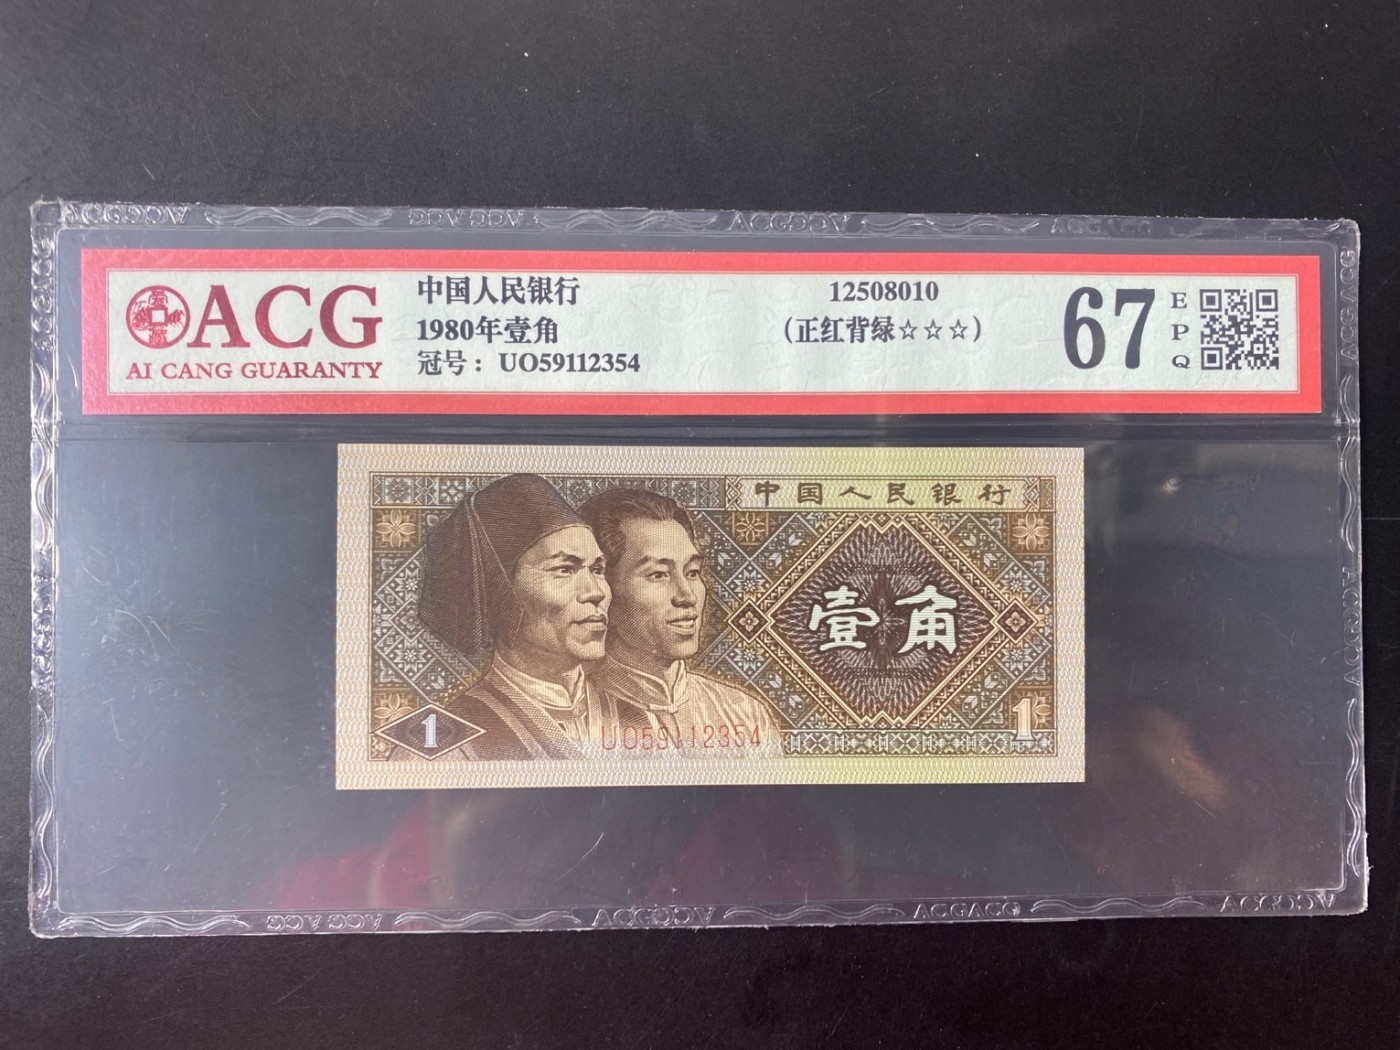 ACG
AI CANG GUARANTY
中国人民银行
1980年壹角
冠号： UO59112354
12508010
（正红背绿☆☆☆）
67
EPQ
中国人民银行
壹角
1
UO59112354
1